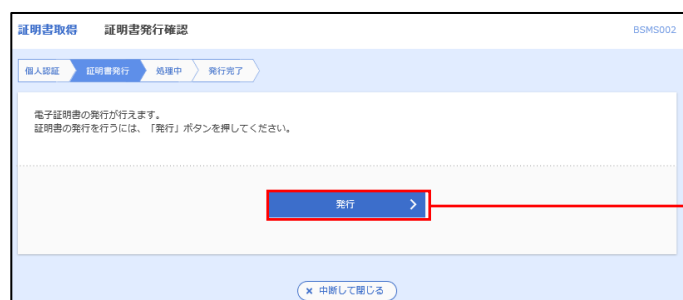 証明書取得 証明書発行確認 BSMS002
個人認証 証明書発行 処理中 発行完了
電子証明書の発行が行えます。
証明書の発行を行うには、「発行」ボタンを押してください。
発行
× 中断して閉じる